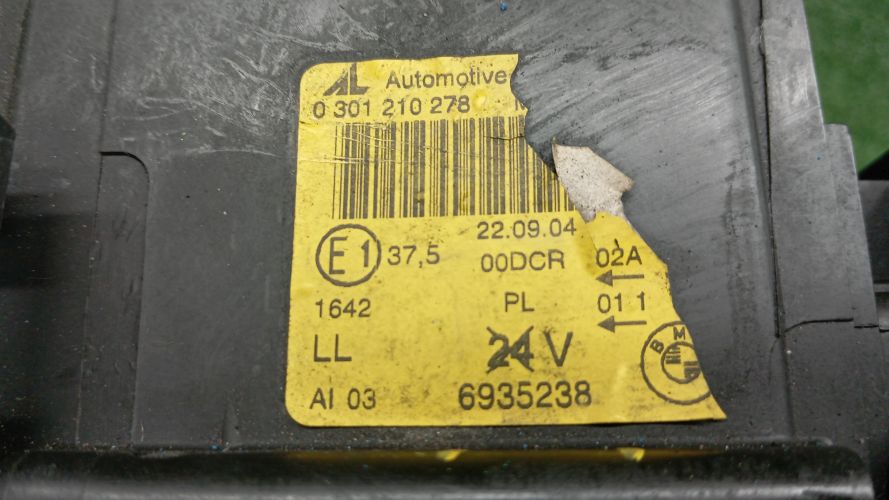 AL Automotive
0 301 210 278
22.09.04
E1 37,5 00DCR 02A ←
1642 PL 01 1 ←
LL 24 V
AI 03 6935238
BM